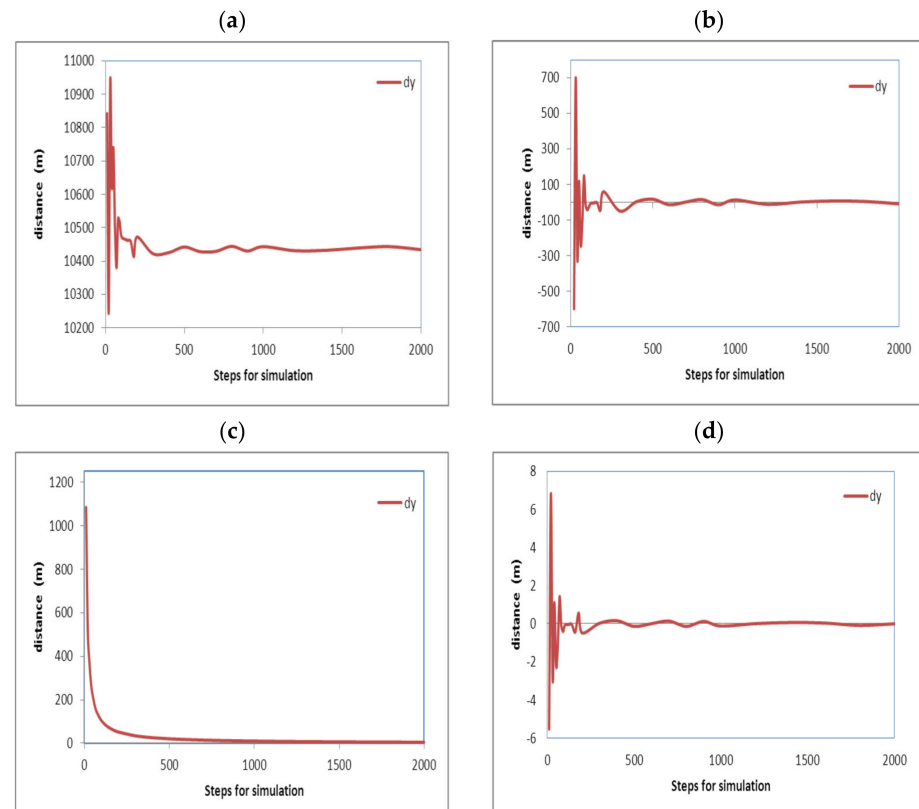 (a)
11000
10900
10800
10700
10600
10500
10400
10300
10200
0 500 1000 1500 2000
distance (m)
Steps for simulation
dy
(b)
700
500
300
100
-100
-300
-500
-700
0 500 1000 1500 2000
distance (m)
Steps for simulation
dy
(c)
1200
1000
800
600
400
200
0
0 500 1000 1500 2000
distance (m)
Steps for simulation
dy
(d)
8
6
4
2
0
-2
-4
-6
0 500 1000 1500 2000
distance (m)
Steps for simulation
dy